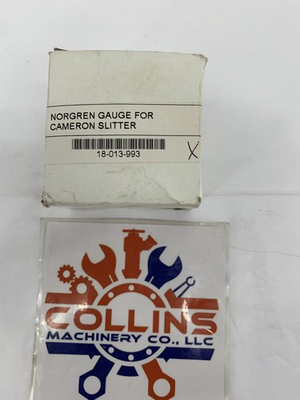 NORGREN GAUGE FOR
CAMERON SLITTER
18-013-993
X
COLLINS
MACHINERY CO., LLC